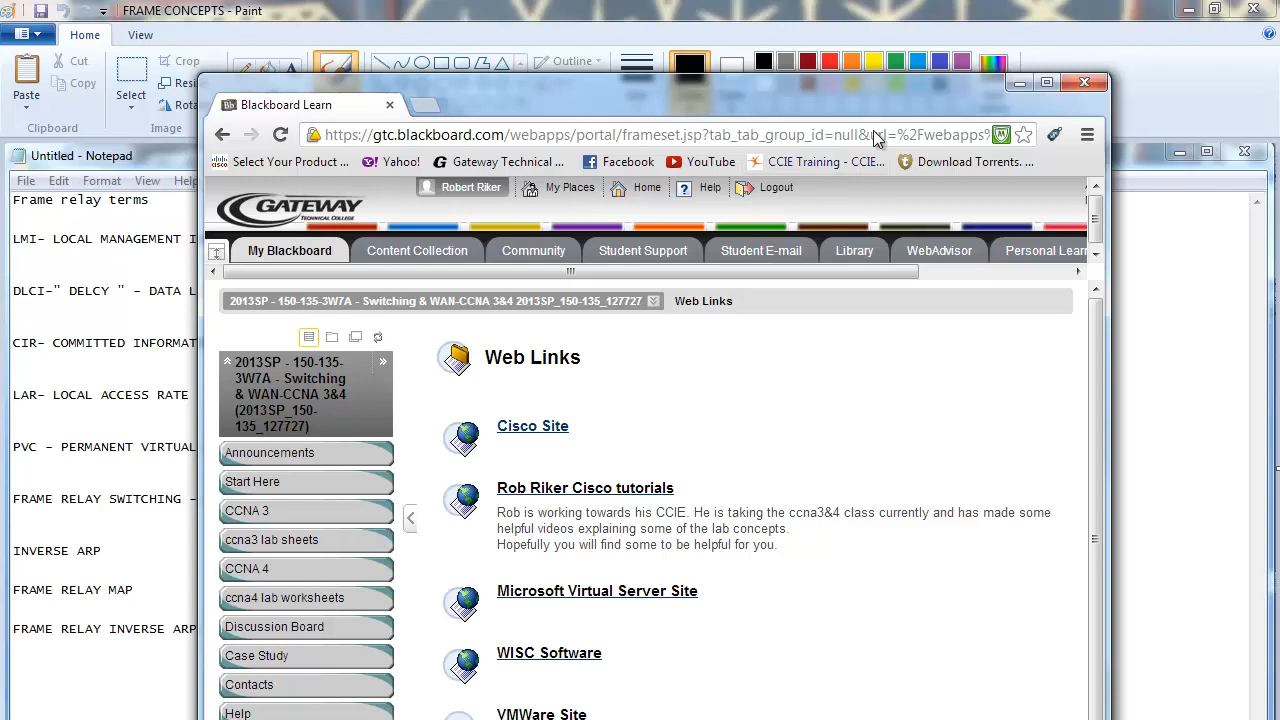 FRAME CONCEPTS - Paint
Home
View
Cut
Copy
Crop
Paste
Select
Outline
Clipboard
Image
Untitled - Notepad
File Edit Format View
Frame relay terms
LMI- LOCAL MANAGEMENT I
DLCI-" DELCY " - DATA L
CIR- COMMITTED INFORMAT
LAR- LOCAL ACCESS RATE
PVC - PERMANENT VIRTUAL
FRAME RELAY SWITCHING -
INVERSE ARP
FRAME RELAY MAP
FRAME RELAY INVERSE ARP
Bb Blackboard Learn
https://gtc.blackboard.com/webapps/portal/frameset.jsp?tab_tab_group_id=null&url=%2Fwebapps%
cisco Select Your Product ... Yahoo! Gateway Technical ... Facebook YouTube CCIE Training - CCIE... Download Torrents. ...
Robert Riker My Places Home Help Logout
GATEWAY
TECHNICAL COLLEGE
My Blackboard Content Collection Community Student Support Student E-mail Library WebAdvisor Personal Lear
2013SP - 150-135-3W7A - Switching & WAN-CCNA 3&4 2013SP_150-135_127727 Web Links
2013SP - 150-135-
3W7A - Switching
& WAN-CCNA 3&4
(2013SP_150-
135_127727)
Announcements
Start Here
CCNA 3
ccna3 lab sheets
CCNA 4
ccna4 lab worksheets
Discussion Board
Case Study
Contacts
Help
Web Links
Cisco Site
Rob Riker Cisco tutorials
Rob is working towards his CCIE. He is taking the ccna3&4 class currently and has made some
helpful videos explaining some of the lab concepts.
Hopefully you will find some to be helpful for you.
Microsoft Virtual Server Site
WISC Software
VMWare Site